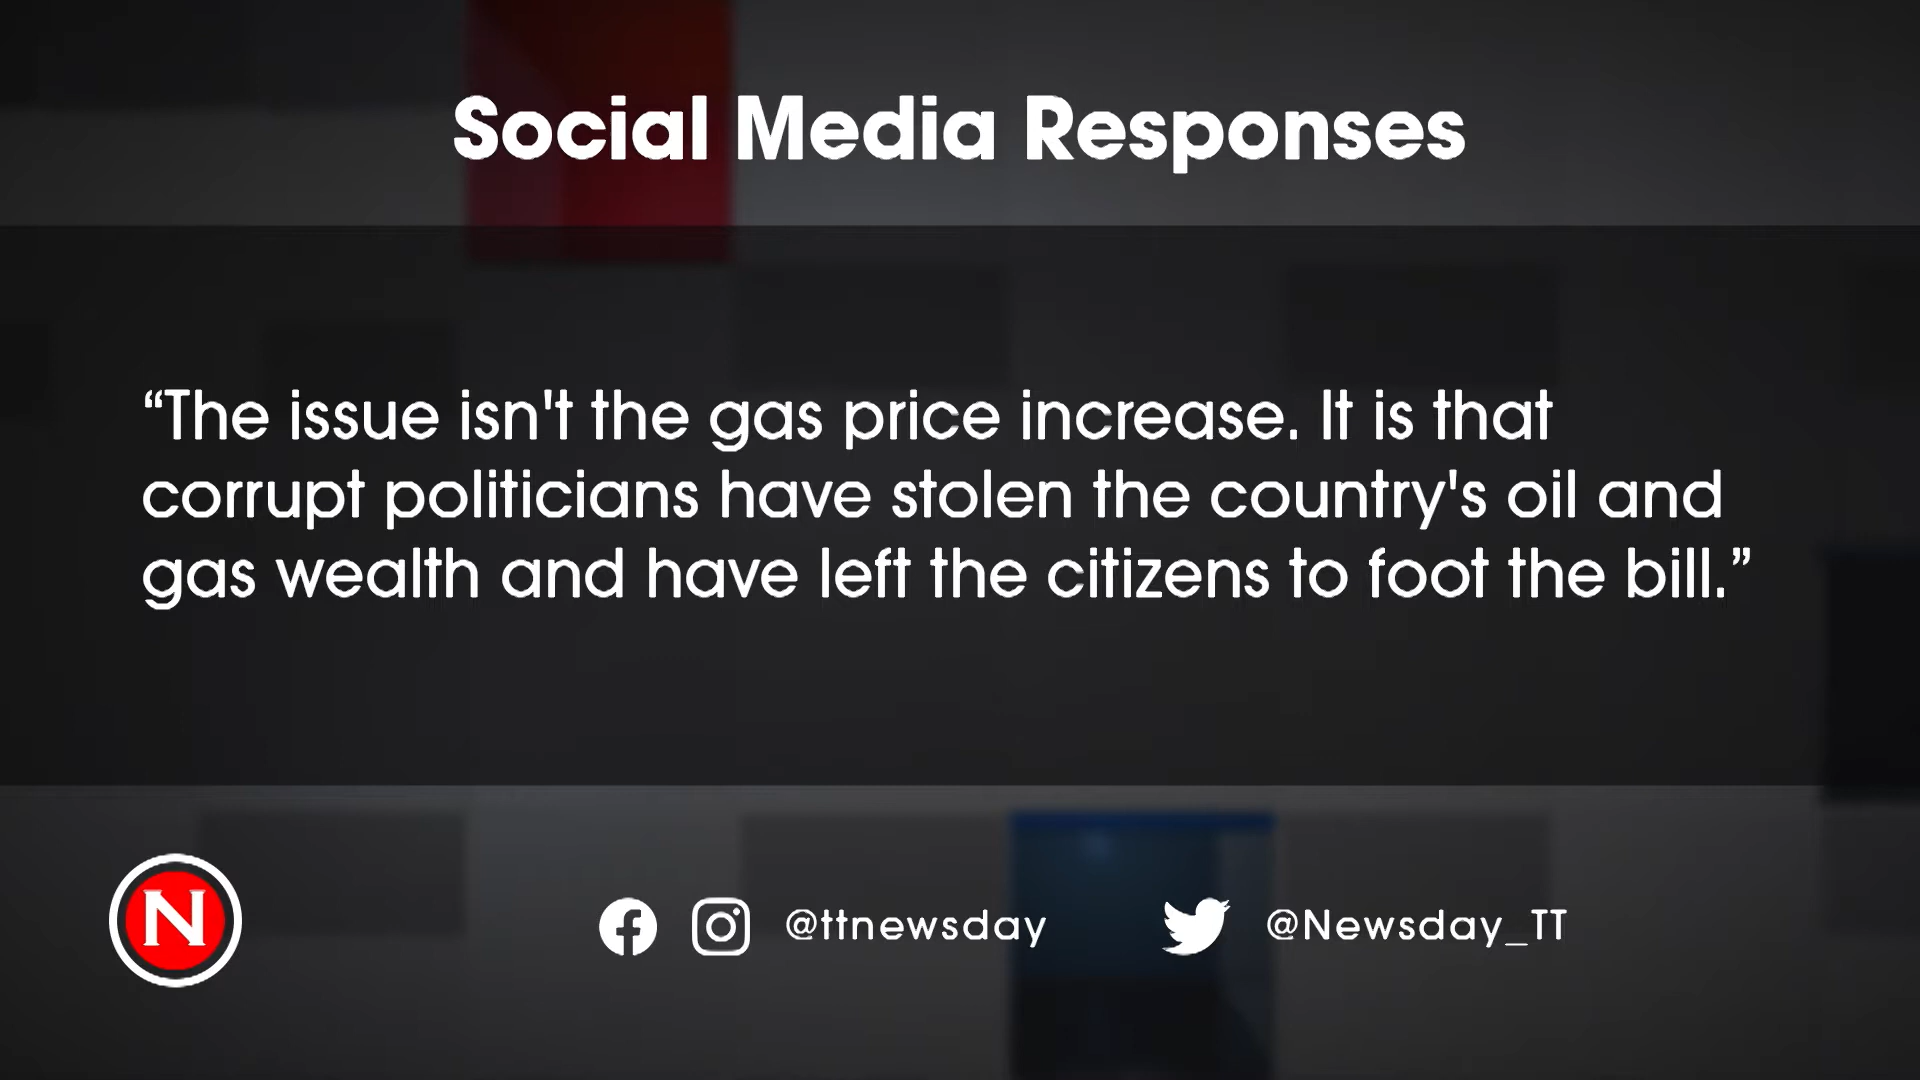 Social Media Responses
“The issue isn't the gas price increase. It is that
corrupt politicians have stolen the country's oil and
gas wealth and have left the citizens to foot the bill.”
N
@ttnewsday
@Newsday_TT